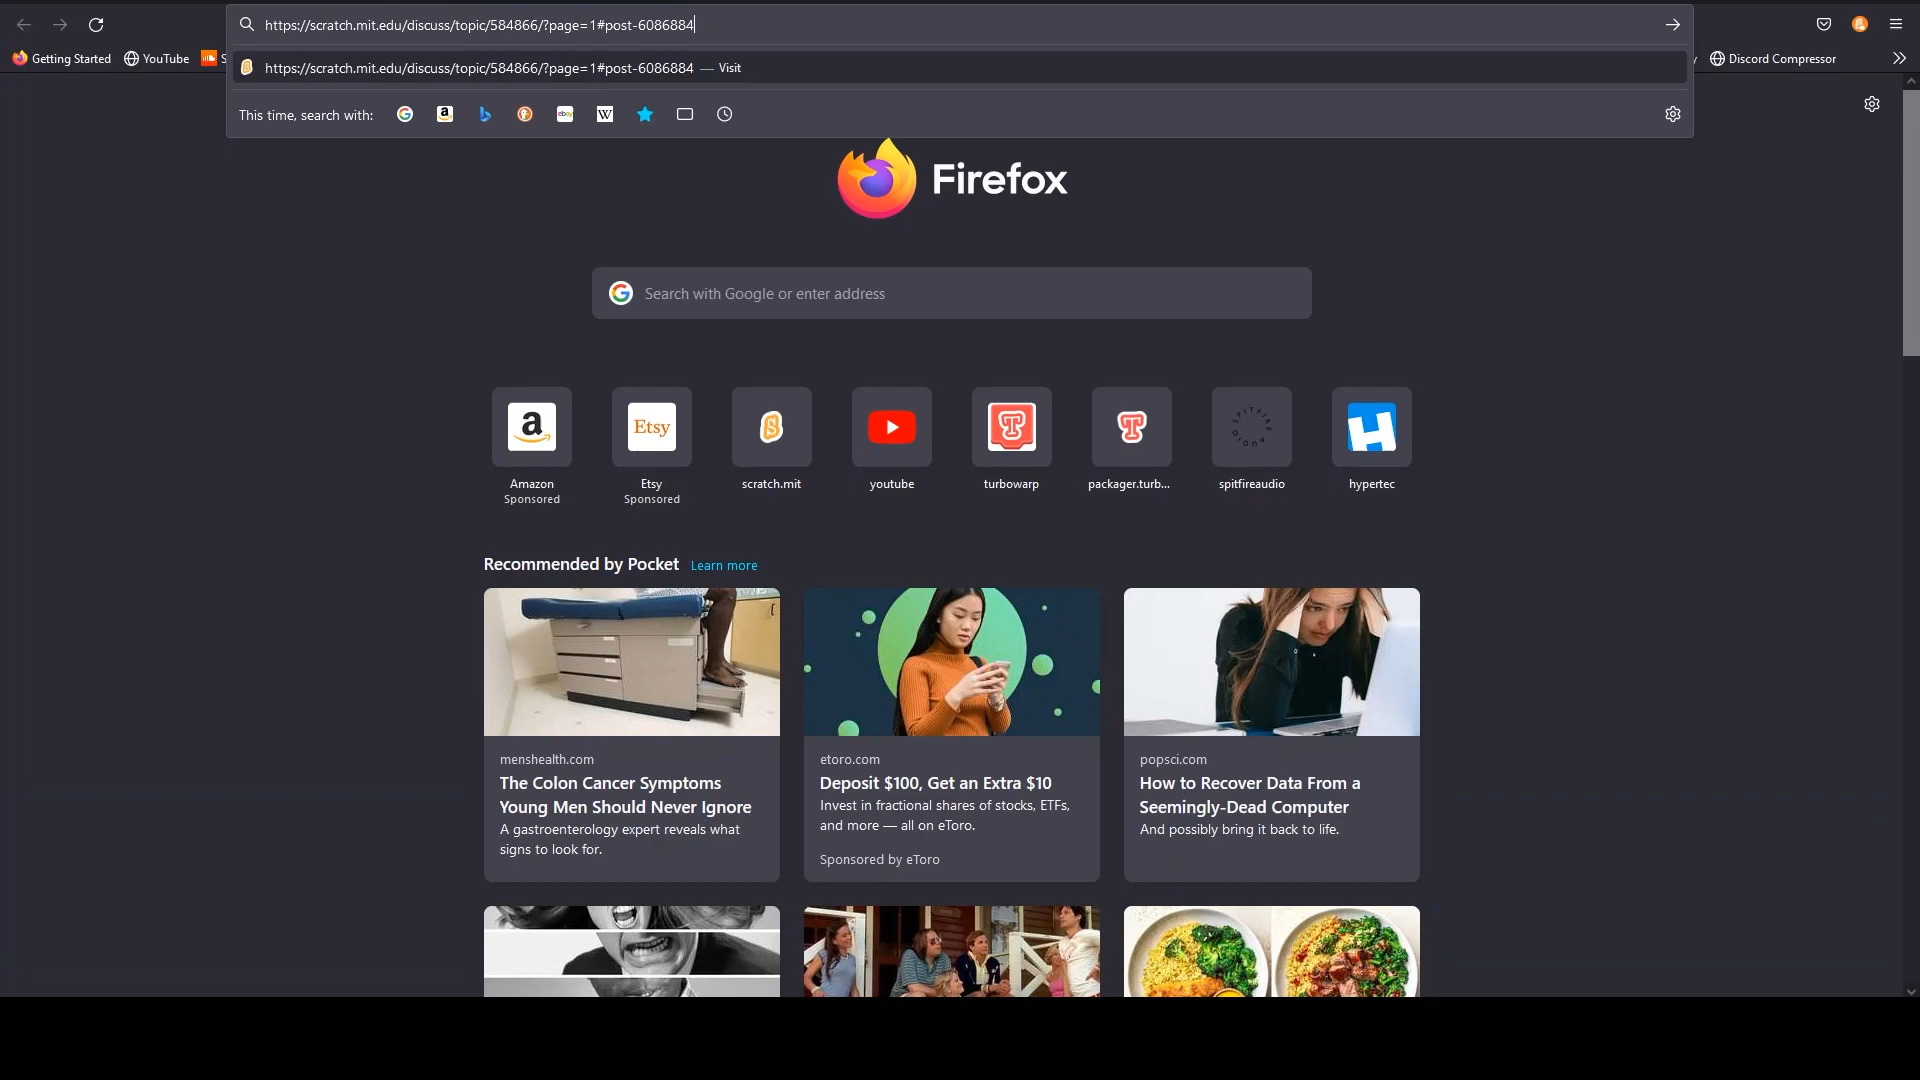 https://scratch.mit.edu/discuss/topic/584866/?page=1#post-6086884
Getting Started YouTube S
https://scratch.mit.edu/discuss/topic/584866/?page=1#post-6086884 — Visit
y Discord Compressor
This time, search with:
a
ebay
W
Firefox
Search with Google or enter address
a
Etsy
Amazon
Sponsored
Etsy
Sponsored
scratch.mit
youtube
turbowarp
packager.turb...
SPITFIRE AUDIO
spitfireaudio
hypertec
Recommended by Pocket Learn more
menshealth.com
The Colon Cancer Symptoms
Young Men Should Never Ignore
A gastroenterology expert reveals what
signs to look for.
etoro.com
Deposit $100, Get an Extra $10
Invest in fractional shares of stocks, ETFs,
and more — all on eToro.
Sponsored by eToro
popsci.com
How to Recover Data From a
Seemingly-Dead Computer
And possibly bring it back to life.